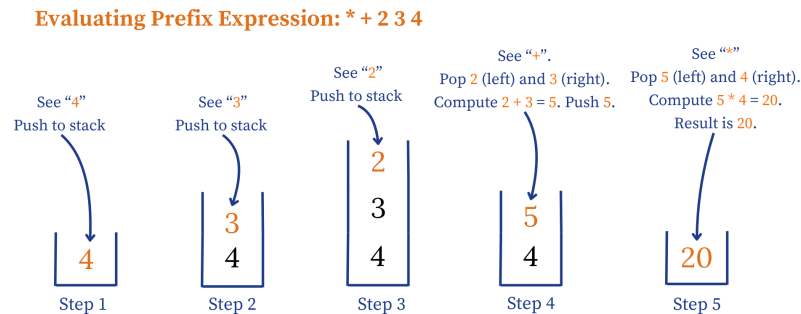 Evaluating Prefix Expression: * + 2 3 4
See “4”
Push to stack
4
Step 1
See “3”
Push to stack
3
4
Step 2
See “2”
Push to stack
2
3
4
Step 3
See “+”.
Pop 2 (left) and 3 (right).
Compute 2 + 3 = 5. Push 5.
5
4
Step 4
See “*”
Pop 5 (left) and 4 (right).
Compute 5 * 4 = 20.
Result is 20.
20
Step 5